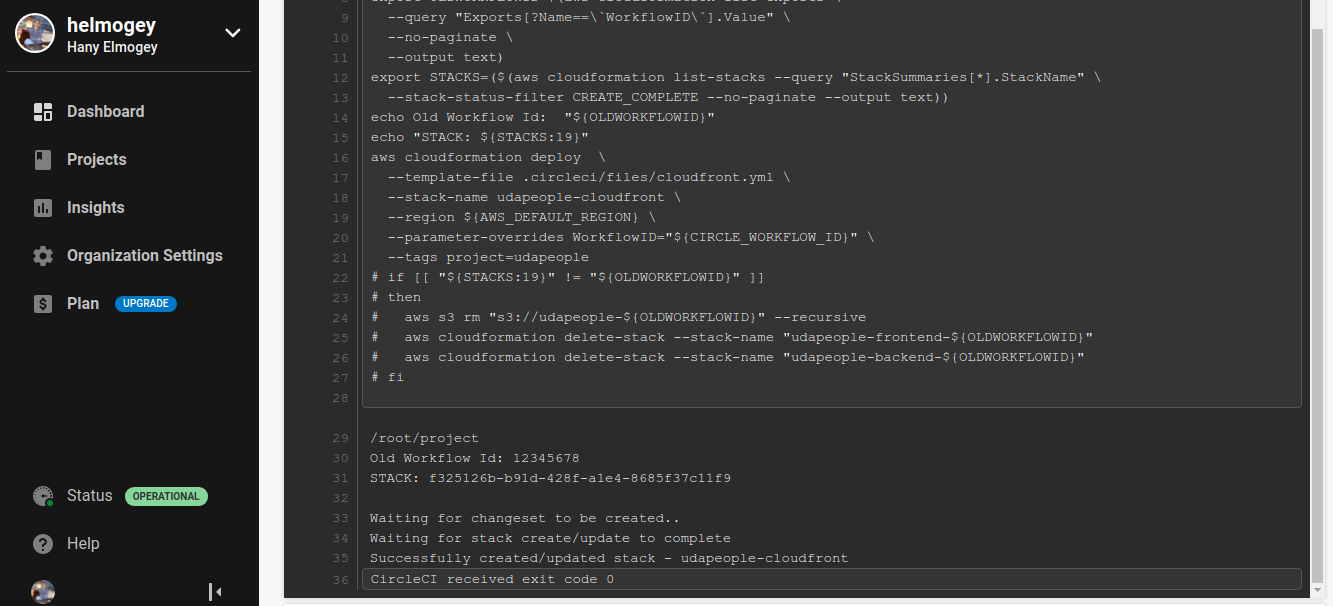 helmogey
Hany Elmogey
Dashboard
Projects
Insights
Organization Settings
Plan UPGRADE
Status OPERATIONAL
Help
9 --query "Exports[?Name==\`WorkflowID\`].Value" \
10 --no-paginate \
11 --output text)
12 export STACKS=($(aws cloudformation list-stacks --query "StackSummaries[*].StackName" \
13 --stack-status-filter CREATE_COMPLETE --no-paginate --output text))
14 echo Old Workflow Id:  "${OLDWORKFLOWID}"
15 echo "STACK: ${STACKS:19}"
16 aws cloudformation deploy  \
17 --template-file .circleci/files/cloudfront.yml \
18 --stack-name udapeople-cloudfront \
19 --region ${AWS_DEFAULT_REGION} \
20 --parameter-overrides WorkflowID="${CIRCLE_WORKFLOW_ID}" \
21 --tags project=udapeople
22 # if [[ "${STACKS:19}" != "${OLDWORKFLOWID}" ]]
23 # then
24 #   aws s3 rm "s3://udapeople-${OLDWORKFLOWID}" --recursive
25 #   aws cloudformation delete-stack --stack-name "udapeople-frontend-${OLDWORKFLOWID}"
26 #   aws cloudformation delete-stack --stack-name "udapeople-backend-${OLDWORKFLOWID}"
27 # fi
28
29 /root/project
30 Old Workflow Id: 12345678
31 STACK: f325126b-b91d-428f-a1e4-8685f37c11f9
32
33 Waiting for changeset to be created..
34 Waiting for stack create/update to complete
35 Successfully created/updated stack - udapeople-cloudfront
36 CircleCI received exit code 0